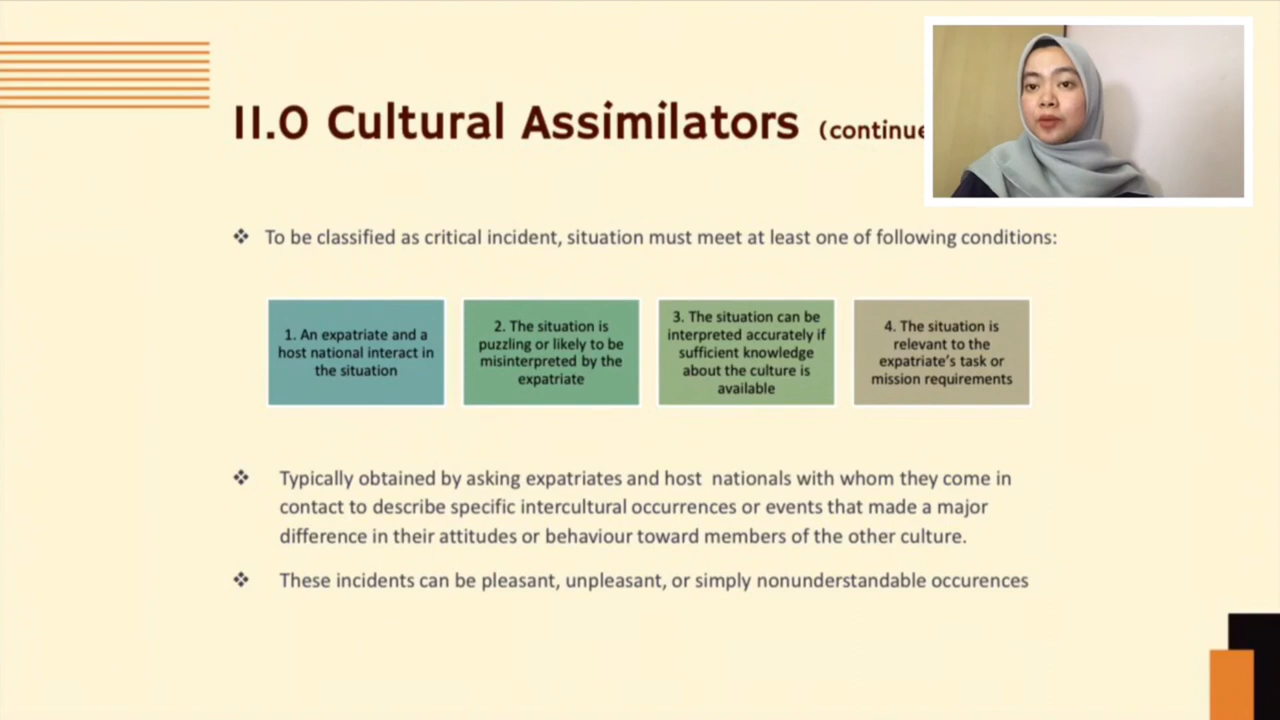 11.0 Cultural Assimilators (continue
❖ To be classified as critical incident, situation must meet at least one of following conditions:
1. An expatriate and a
host national interact in
the situation
2. The situation is
puzzling or likely to be
misinterpreted by the
expatriate
3. The situation can be
interpreted accurately if
sufficient knowledge
about the culture is
available
4. The situation is
relevant to the
expatriate's task or
mission requirements
❖ Typically obtained by asking expatriates and host nationals with whom they come in
contact to describe specific intercultural occurrences or events that made a major
difference in their attitudes or behaviour toward members of the other culture.
❖ These incidents can be pleasant, unpleasant, or simply nonunderstandable occurences